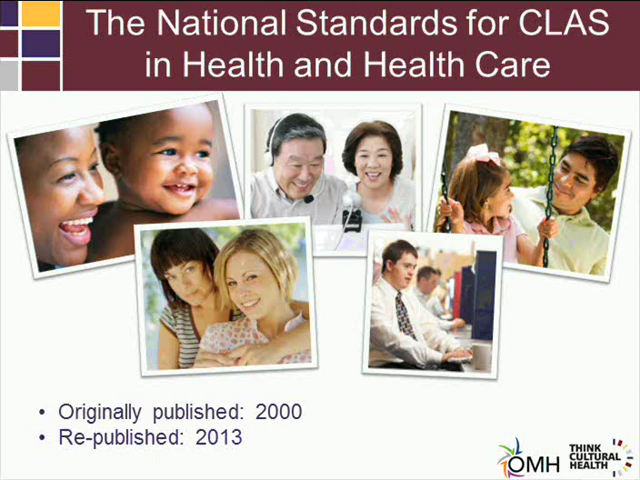 The National Standards for CLAS
in Health and Health Care
• Originally published: 2000
• Re-published: 2013
OMH
THINK
CULTURAL
HEALTH